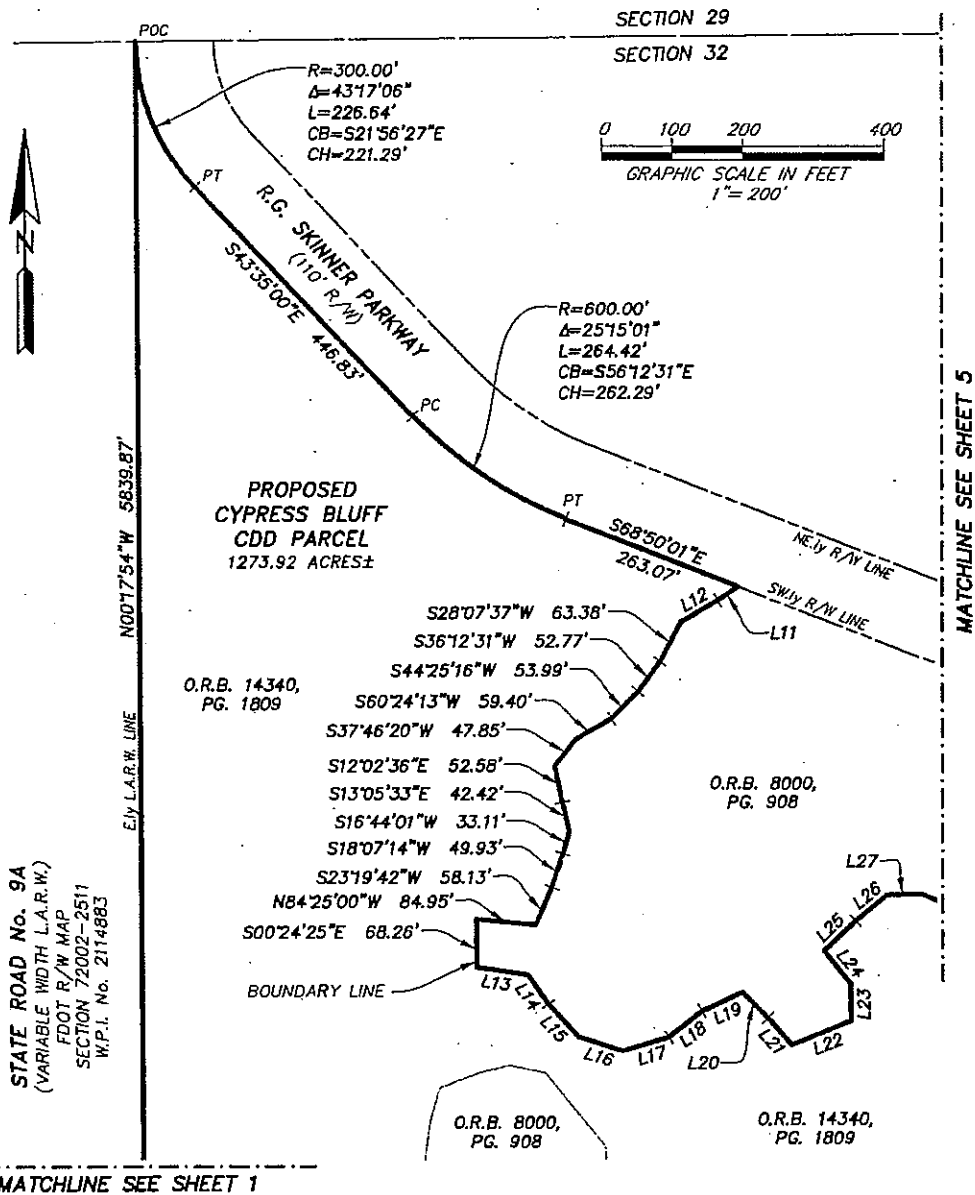 SECTION 29
POC
SECTION 32
R=300.00'
Δ=43°17'06"
L=226.64'
CB=S21°56'27"E
CH=221.29'
0 100 200 400
GRAPHIC SCALE IN FEET
1"= 200'
N
PT
R.G. SKINNER PARKWAY
(110' R/W)
S43°35'00"E 446.83'
R=600.00'
Δ=25°15'01"
L=264.42'
CB=S56°12'31"E
CH=262.29'
PC
MATCHLINE SEE SHEET 5
N00°17'54"W 5839.87'
PROPOSED
CYPRESS BLUFF
CDD PARCEL
1273.92 ACRES±
PT
S68°50'01"E
263.07'
NE.ly R/W LINE
SW.ly R/W LINE
L12
L11
S28°07'37"W 63.38'
S36°12'31"W 52.77'
S44°25'16"W 53.99'
S60°24'13"W 59.40'
S37°46'20"W 47.85'
S12°02'36"E 52.58'
S13°05'33"E 42.42'
S16°44'01"W 33.11'
S18°07'14"W 49.93'
S23°19'42"W 58.13'
N84°25'00"W 84.95'
S00°24'25"E 68.26'
BOUNDARY LINE
O.R.B. 14340,
PG. 1809
E.ly L.A.R.W. LINE
O.R.B. 8000,
PG. 908
L27
L26
L25
L24
L23
L22
L21
L20
L19
L18
L17
L16
L15
L14
L13
STATE ROAD No. 9A
(VARIABLE WIDTH L.A.R.W.)
FDOT R/W MAP
SECTION 72002-2511
W.P.I. No. 2114883
O.R.B. 8000,
PG. 908
O.R.B. 14340,
PG. 1809
MATCHLINE SEE SHEET 1